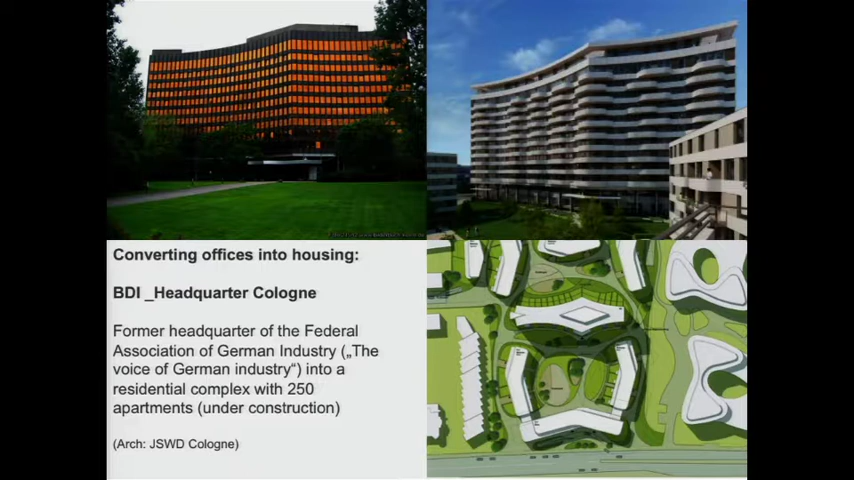 Converting offices into housing:
BDI _Headquarter Cologne
Former headquarter of the Federal
Association of German Industry („The
voice of German industry“) into a
residential complex with 250
apartments (under construction)
(Arch: JSWD Cologne)